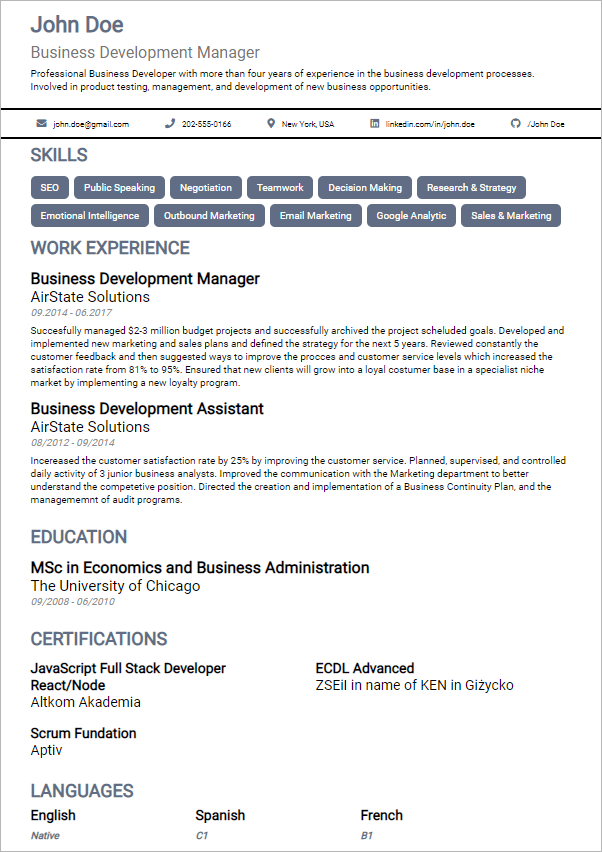 John Doe
Business Development Manager
Professional Business Developer with more than four years of experience in the business development processes.
Involved in product testing, management, and development of new business opportunities.
john.doe@gmail.com 202-555-0166 New York, USA linkedin.com/in/john.doe /John Doe
SKILLS
SEO Public Speaking Negotiation Teamwork Decision Making Research & Strategy
Emotional Intelligence Outbound Marketing Email Marketing Google Analytic Sales & Marketing
WORK EXPERIENCE
Business Development Manager
AirState Solutions
09.2014 - 06.2017
Succesfully managed $2-3 million budget projects and successfully archived the project scheluded goals. Developed and
implemented new marketing and sales plans and defined the strategy for the next 5 years. Reviewed constantly the
customer feedback and then suggested ways to improve the procces and customer service levels which increased the
satisfaction rate from 81% to 95%. Ensured that new clients will grow into a loyal costumer base in a specialist niche
market by implementing a new loyalty program.
Business Development Assistant
AirState Solutions
08/2012 - 09/2014
Incereased the customer satisfaction rate by 25% by improving the customer service. Planned, supervised, and controlled
daily activity of 3 junior business analysts. Improved the communication with the Marketing department to better
understand the competetive position. Directed the creation and implementation of a Business Continuity Plan, and the
managememnt of audit programs.
EDUCATION
MSc in Economics and Business Administration
The University of Chicago
09/2008 - 06/2010
CERTIFICATIONS
JavaScript Full Stack Developer
React/Node
Altkom Akademia
ECDL Advanced
ZSEiI in name of KEN in Giżycko
Scrum Fundation
Aptiv
LANGUAGES
English Spanish French
Native C1 B1